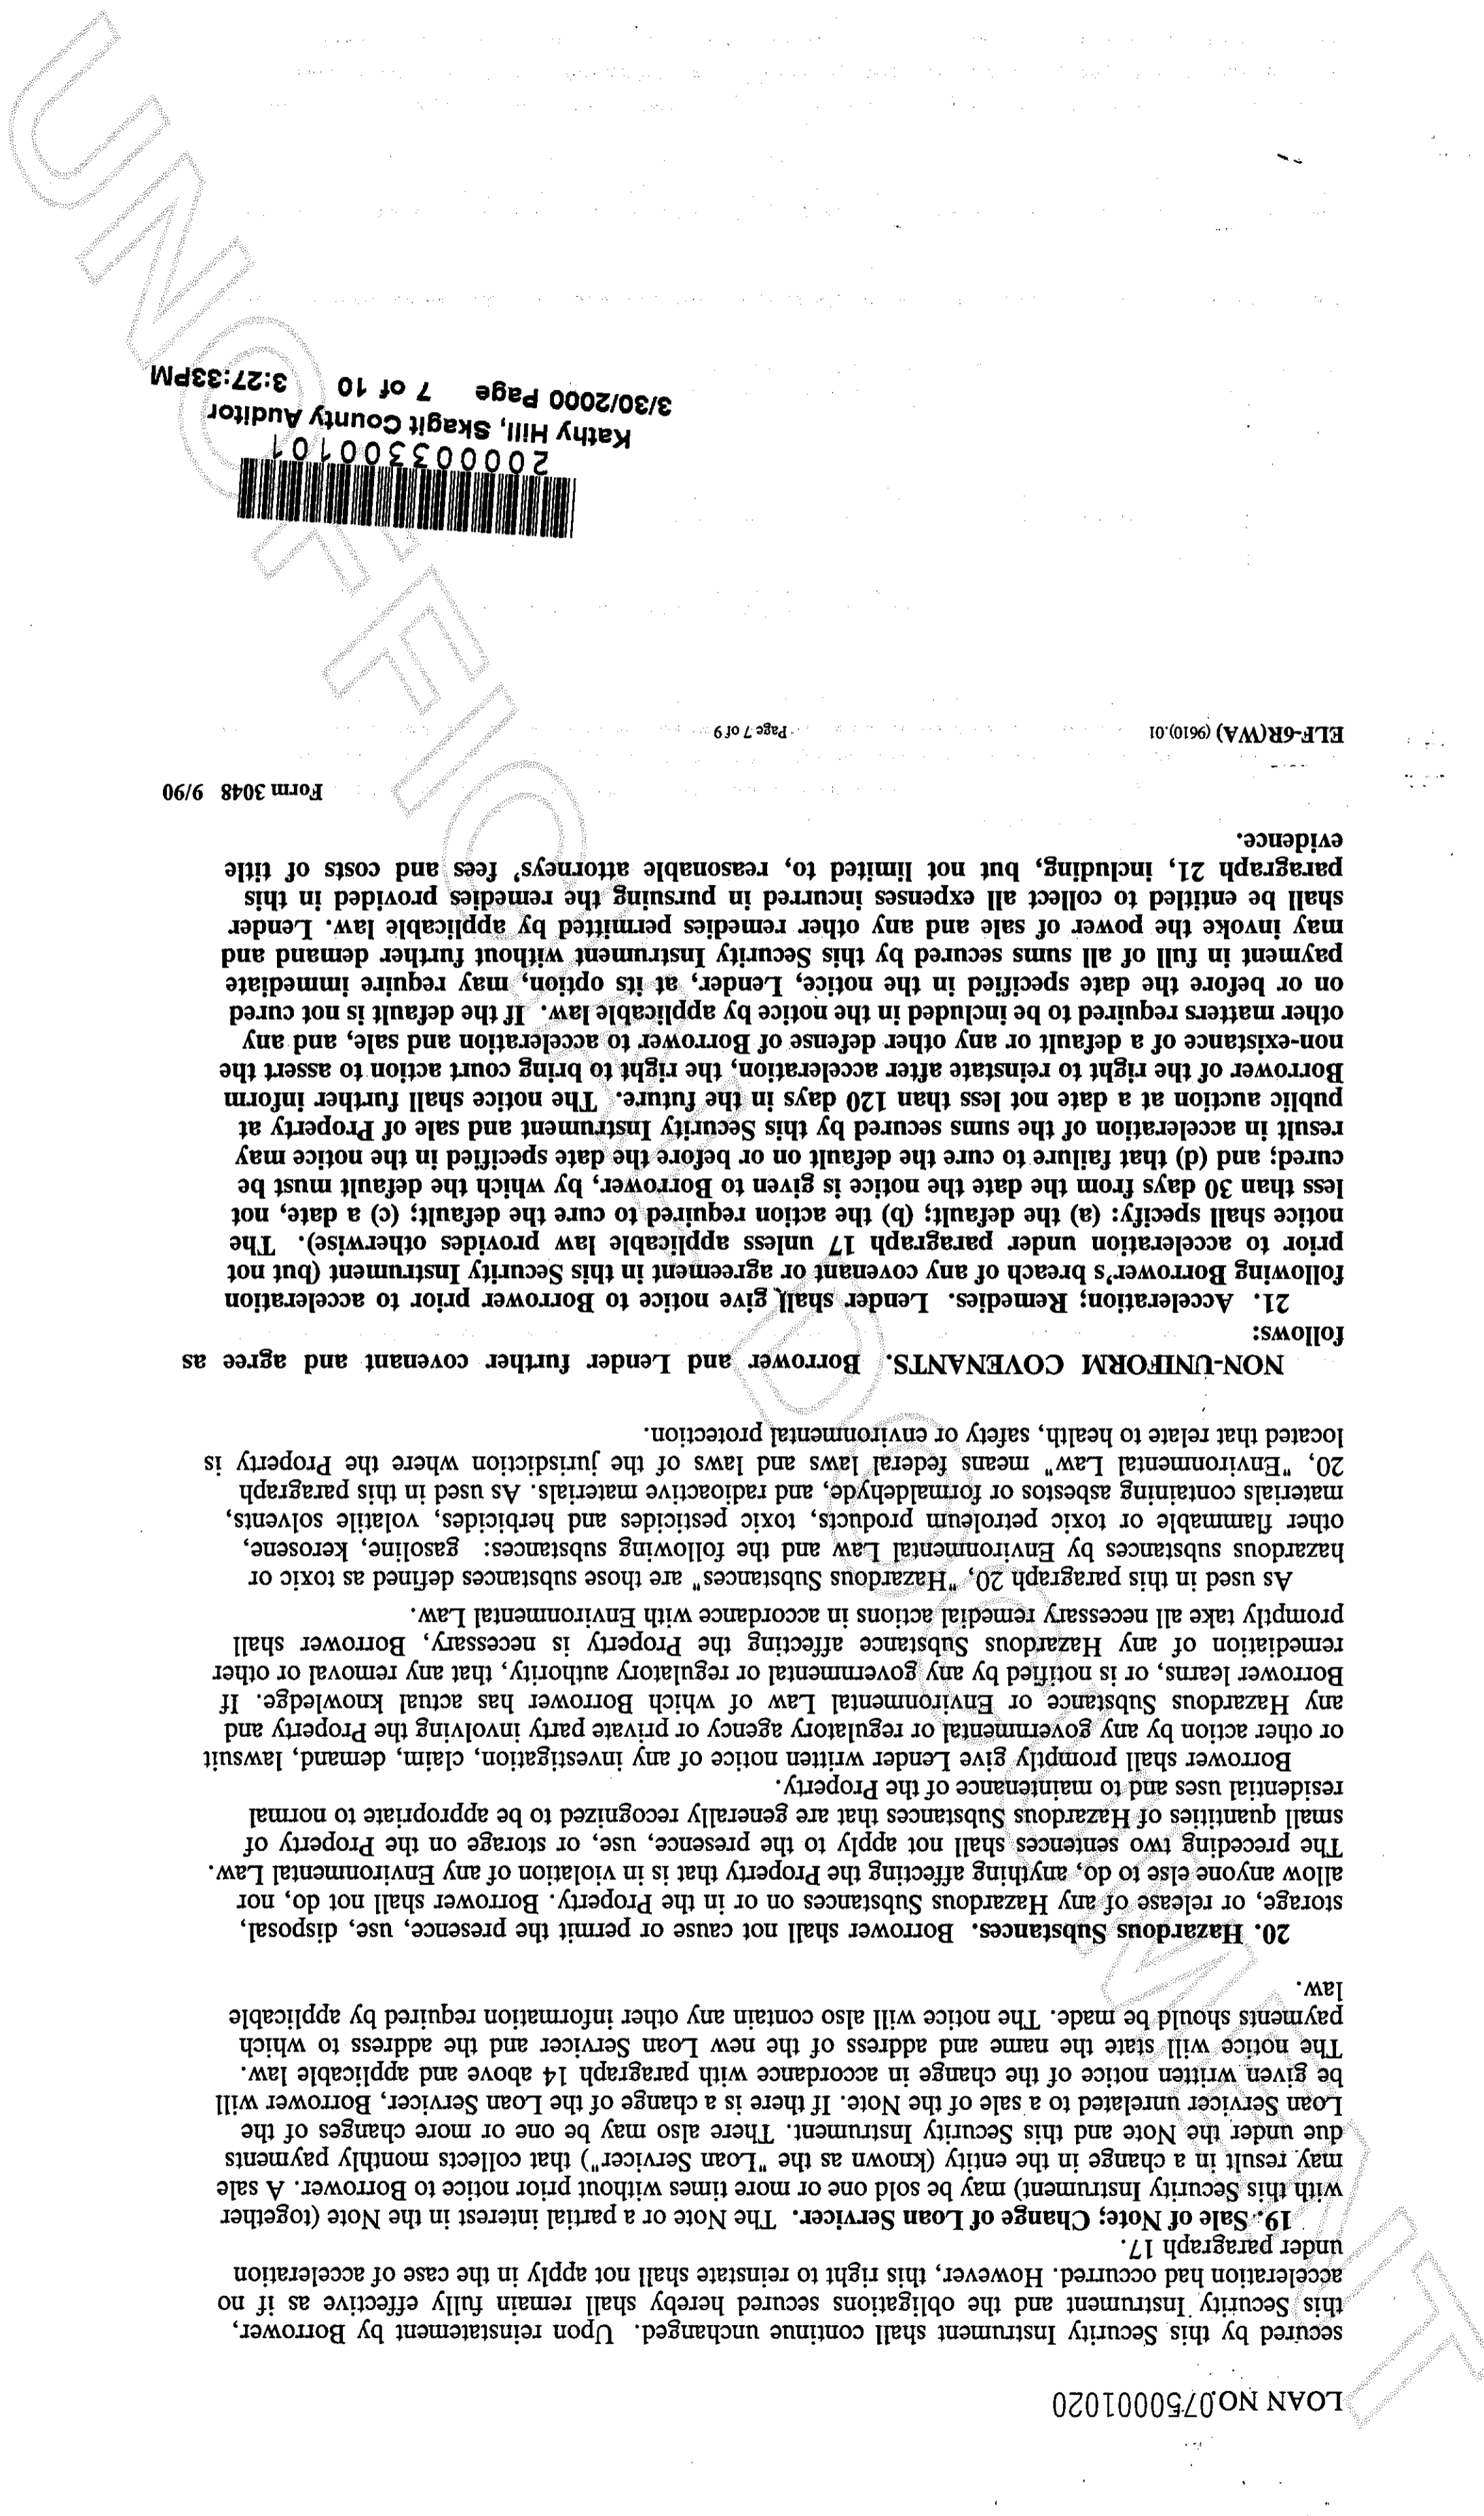 LOAN NO.0750001020
secured by this Security Instrument shall continue unchanged. Upon reinstatement by Borrower,
this Security Instrument and the obligations secured hereby shall remain fully effective as if no
acceleration had occurred. However, this right to reinstate shall not apply in the case of acceleration
under paragraph 17.
19. Sale of Note; Change of Loan Servicer. The Note or a partial interest in the Note (together
with this Security Instrument) may be sold one or more times without prior notice to Borrower. A sale
may result in a change in the entity (known as the "Loan Servicer") that collects monthly payments
due under the Note and this Security Instrument. There also may be one or more changes of the
Loan Servicer unrelated to a sale of the Note. If there is a change of the Loan Servicer, Borrower will
be given written notice of the change in accordance with paragraph 14 above and applicable law.
The notice will state the name and address of the new Loan Servicer and the address to which
payments should be made. The notice will also contain any other information required by applicable
law.
20. Hazardous Substances. Borrower shall not cause or permit the presence, use, disposal,
storage, or release of any Hazardous Substances on or in the Property. Borrower shall not do, nor
allow anyone else to do, anything affecting the Property that is in violation of any Environmental Law.
The preceding two sentences shall not apply to the presence, use, or storage on the Property of
small quantities of Hazardous Substances that are generally recognized to be appropriate to normal
residential uses and to maintenance of the Property.
Borrower shall promptly give Lender written notice of any investigation, claim, demand, lawsuit
or other action by any governmental or regulatory agency or private party involving the Property and
any Hazardous Substance or Environmental Law of which Borrower has actual knowledge. If
Borrower learns, or is notified by any governmental or regulatory authority, that any removal or other
remediation of any Hazardous Substance affecting the Property is necessary, Borrower shall
promptly take all necessary remedial actions in accordance with Environmental Law.
As used in this paragraph 20, "Hazardous Substances" are those substances defined as toxic or
hazardous substances by Environmental Law and the following substances: gasoline, kerosene,
other flammable or toxic petroleum products, toxic pesticides and herbicides, volatile solvents,
materials containing asbestos or formaldehyde, and radioactive materials. As used in this paragraph
20, "Environmental Law" means federal laws and laws of the jurisdiction where the Property is
located that relate to health, safety or environmental protection.
NON-UNIFORM COVENANTS. Borrower and Lender further covenant and agree as
follows:
21. Acceleration; Remedies. Lender shall give notice to Borrower prior to acceleration
following Borrower's breach of any covenant or agreement in this Security Instrument (but not
prior to acceleration under paragraph 17 unless applicable law provides otherwise). The
notice shall specify: (a) the default; (b) the action required to cure the default; (c) a date, not
less than 30 days from the date the notice is given to Borrower, by which the default must be
cured; and (d) that failure to cure the default on or before the date specified in the notice may
result in acceleration of the sums secured by this Security Instrument and sale of Property at
public auction at a date not less than 120 days in the future. The notice shall further inform
Borrower of the right to reinstate after acceleration, the right to bring court action to assert the
non-existance of a default or any other defense of Borrower to acceleration and sale, and any
other matters required to be included in the notice by applicable law. If the default is not cured
on or before the date specified in the notice, Lender, at its option, may require immediate
payment in full of all sums secured by this Security Instrument without further demand and
may invoke the power of sale and any other remedies permitted by applicable law. Lender
shall be entitled to collect all expenses incurred in pursuing the remedies provided in this
paragraph 21, including, but not limited to, reasonable attorneys' fees and costs of title
evidence.
Form 3048 9/90
ELF-6R(WA) (9610).01 Page 7 of 9
200003300101
Kathy Hill, Skagit County Auditor
3/30/2000 Page 7 of 10 3:27:33PM
UNOFFICIAL DOCUMENT